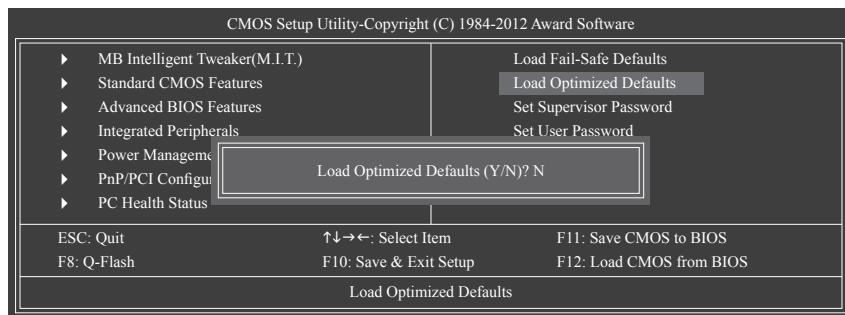 CMOS Setup Utility-Copyright (C) 1984-2012 Award Software
MB Intelligent Tweaker(M.I.T.)
Standard CMOS Features
Advanced BIOS Features
Integrated Peripherals
Power
PnP/PCI
PC Health Status
Load Fail-Safe Defaults
Load Optimized Defaults
Set Supervisor Password
Set User Password
Load Optimized Defaults (Y/N)? N
ESC: Quit ↑↓→←: Select Item F11: Save CMOS to BIOS
F8: Q-Flash F10: Save & Exit Setup F12: Load CMOS from BIOS
Load Optimized Defaults